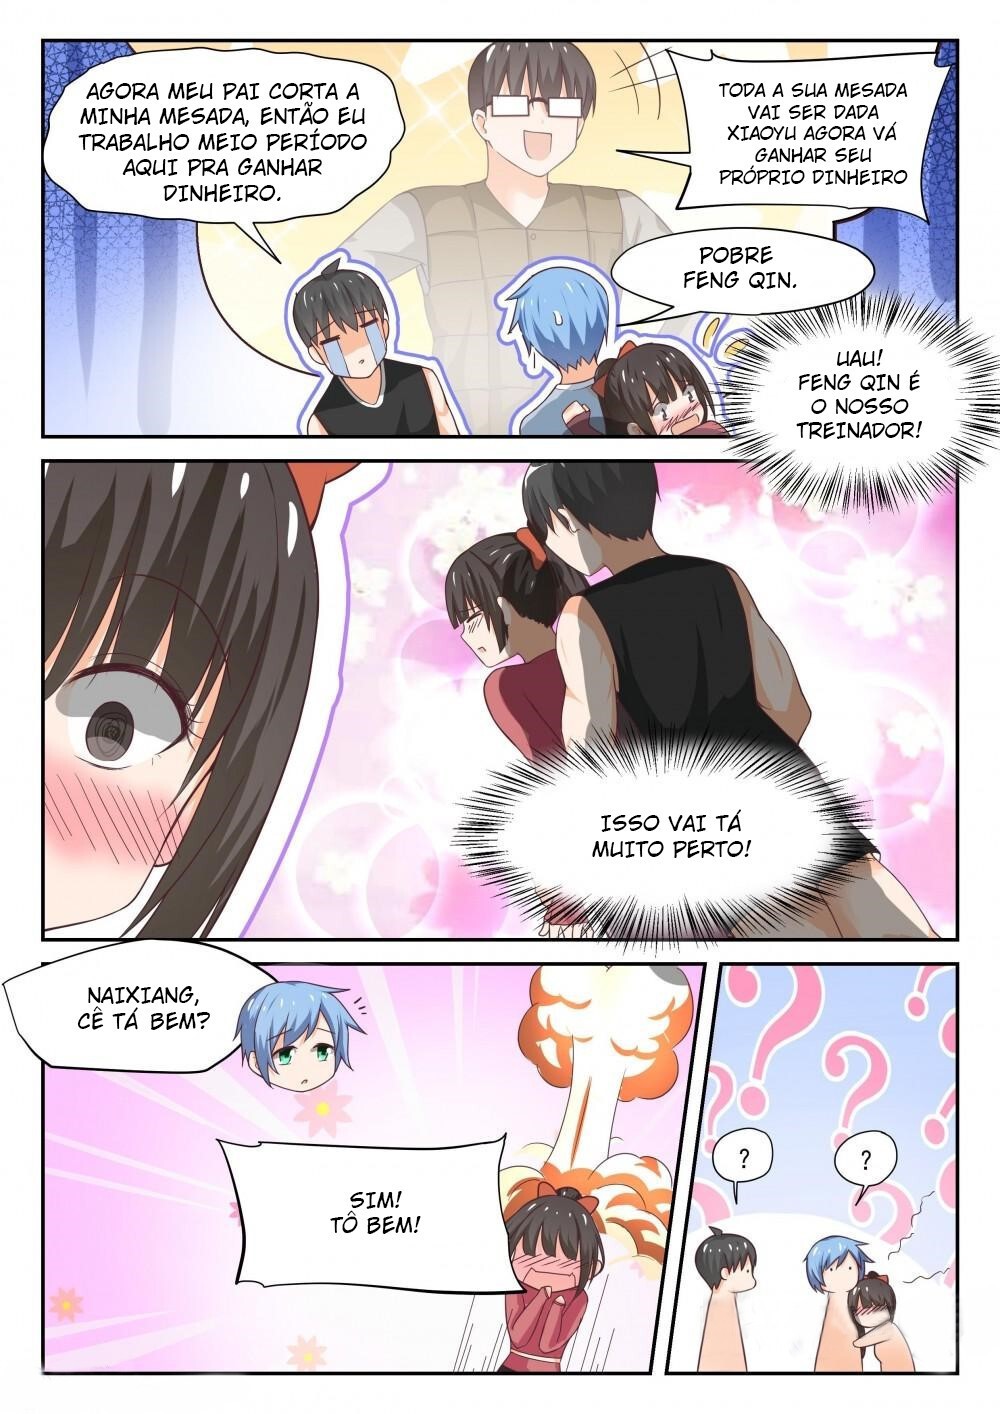 AGORA MEU PAI CORTA A
MINHA MESADA, ENTÃO EU
TRABALHO MEIO PERÍODO
AQUI PRA GANHAR
DINHEIRO.
TODA A SUA MESADA
VAI SER DADA
XIAOYU AGORA VÁ
GANHAR SEU
PRÓPRIO DINHEIRO
POBRE
FENG QIN.
UAU!
FENG QIN É
O NOSSO
TREINADOR!
ISSO VAI TÁ
MUITO PERTO!
NAIXIANG,
CÊ TÁ BEM?
SIM!
TÔ BEM!
?
?